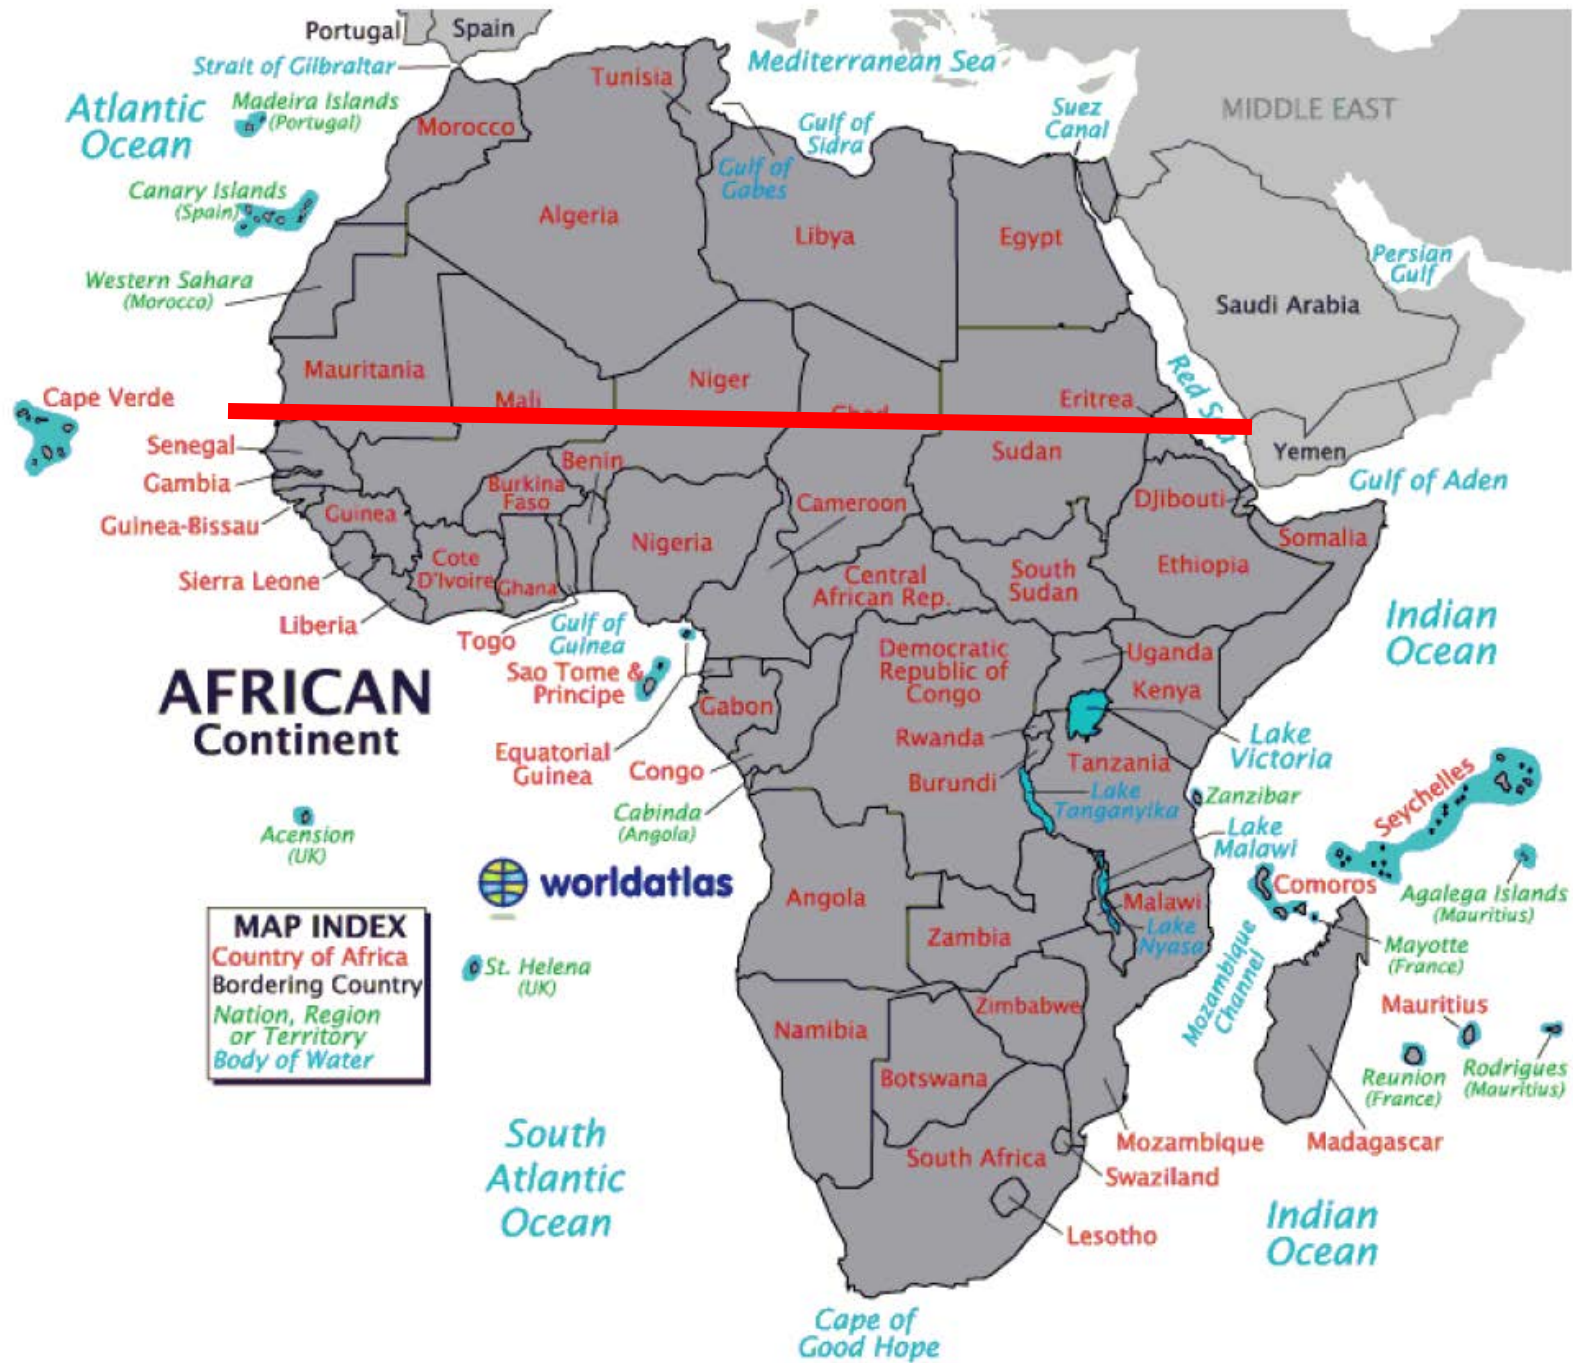 Portugal
Spain
Strait of Giibraltar
Mediterranean Sea
Atlantic
Ocean
Madeira Islands
(Portugal)
Tunisia
MIDDLE EAST
Suez
Canal
Gulf of
Sidra
Morocco
Gulf of
Gabes
Canary Islands
(Spain)
Algeria
Libya
Egypt
Persian
Gulf
Western Sahara
(Morocco)
Saudi Arabia
Mauritania
Niger
Red Sea
Cape Verde
Mali
Chad
Eritrea
Senegal
Sudan
Yemen
Gambia
Benin
Burkina
Faso
Gulf of Aden
Guinea-Bissau
Guinea
Cameroon
Djibouti
Nigeria
Somalia
Sierra Leone
Cote
D'Ivoire
Ghana
Central
African Rep.
South
Sudan
Ethiopia
Liberia
Togo
Gulf of
Guinea
Indian
Ocean
Democratic
Republic of
Congo
Uganda
Sao Tome &
Principe
AFRICAN
Continent
Gabon
Kenya
Rwanda
Lake
Victoria
Equatorial
Guinea
Congo
Burundi
Tanzania
Seychelles
Cabinda
(Angola)
Lake
Tanganyika
Zanzibar
Acension
(UK)
Lake
Malawi
worldatlas
Angola
Malawi
Comoros
Agalega Islands
(Mauritius)
MAP INDEX
Country of Africa
Bordering Country
Nation, Region
or Territory
Body of Water
St. Helena
(UK)
Zambia
Lake
Nyasa
Mozambique
Channel
Mayotte
(France)
Namibia
Zimbabwe
Mauritius
Botswana
Reunion
(France)
Rodrigues
(Mauritius)
South
Atlantic
Ocean
South Africa
Mozambique
Madagascar
Swaziland
Lesotho
Indian
Ocean
Cape of
Good Hope